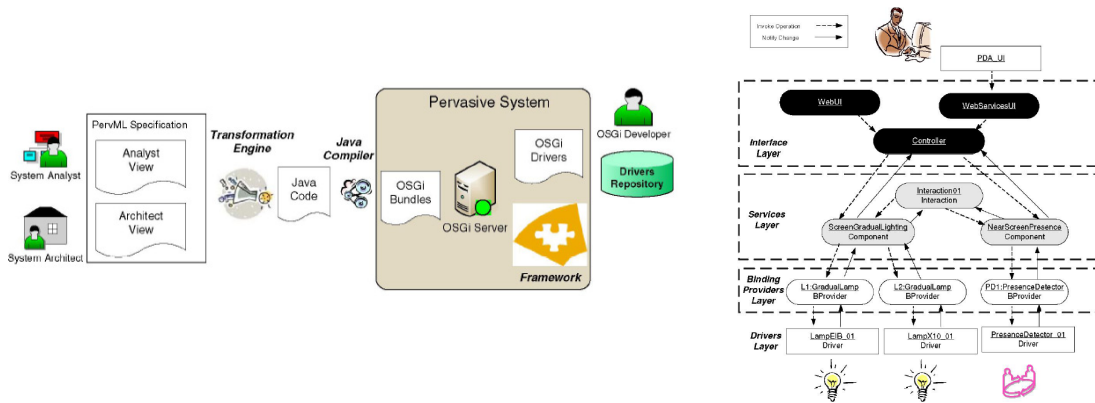 PervML Specification
Analyst
View
Architect
View
System Analyst
System Architect
Transformation
Engine
Java
Code
Java
Compiler
Pervasive System
OSGi
Bundles
OSGi Server
OSGi
Drivers
Framework
OSGi Developer
Drivers
Repository
Invoke Operation
Notify Change
PDA_UI
WebUI
WebServicesUI
Controller
Interface
Layer
Interaction01
Interaction
Services
Layer
ScreenGradualLighting
Component
NearScreenPresence
Component
Binding
Providers
Layer
L1:GradualLamp
BProvider
L2:GradualLamp
BProvider
PD1:PresenceDetector
BProvider
Drivers
Layer
LampEIB_01
Driver
LampX10_01
Driver
PresenceDetector_01
Driver